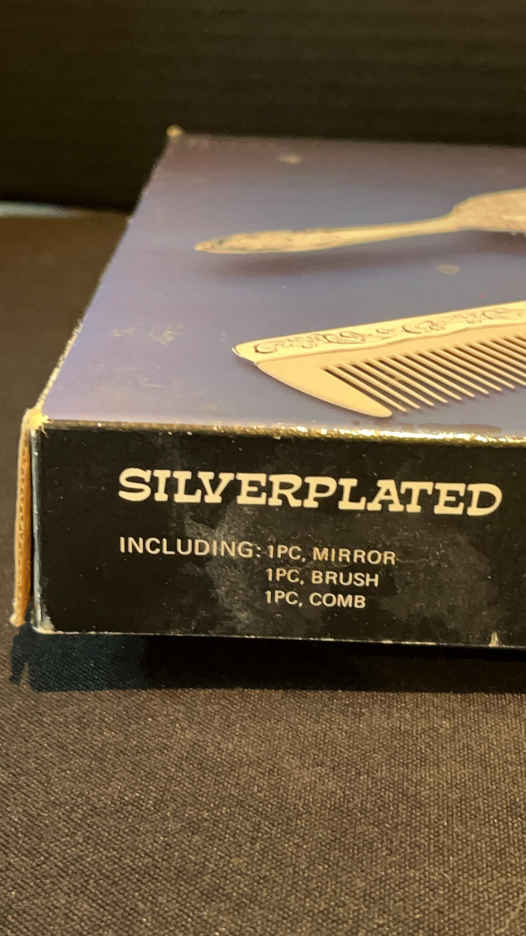 SILVERPLATED
INCLUDING: 1PC, MIRROR
1PC, BRUSH
1PC, COMB